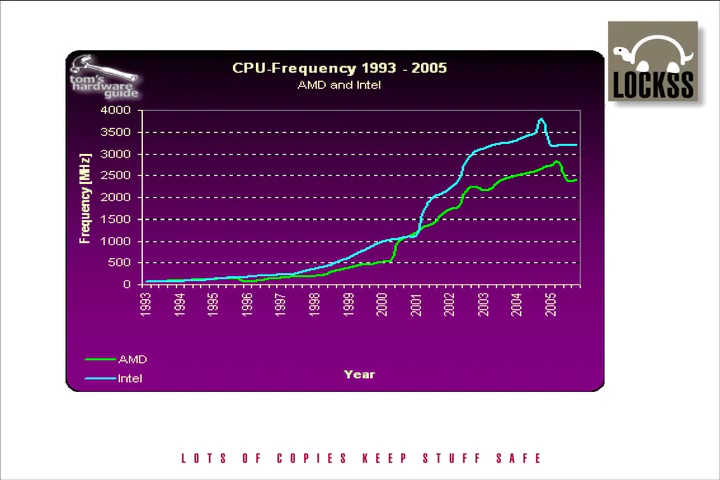 CPU-Frequency 1993 - 2005
AMD and Intel
tom's
hardware
guide
LOCKSS
Frequency [MHz]
4000
3500
3000
2500
2000
1500
1000
500
0
1993 1994 1995 1996 1997 1998 1999 2000 2001 2002 2003 2004 2005
AMD
Intel
Year
LOTS OF COPIES KEEP STUFF SAFE